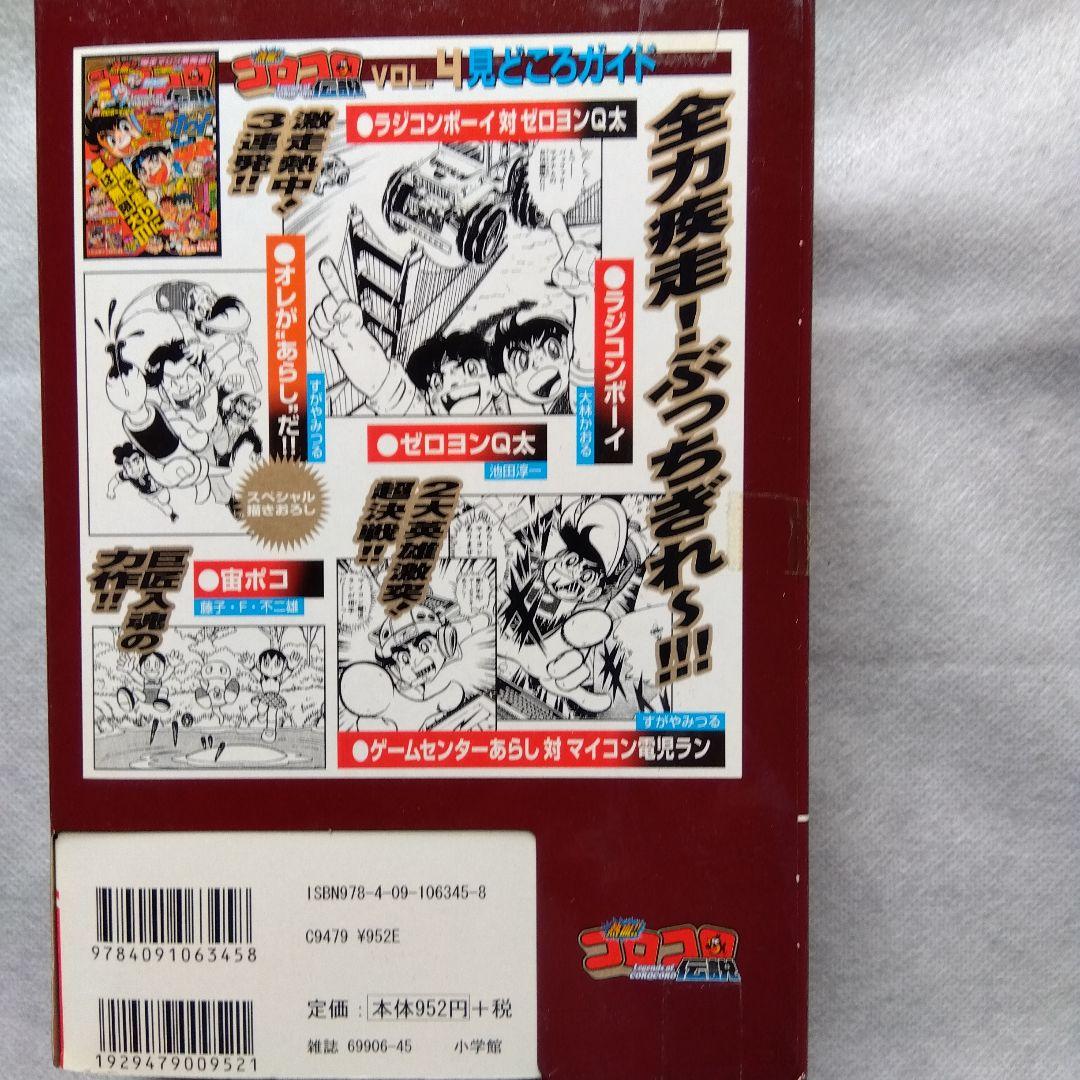 熱血!!コロコロ伝説 VOL.4見どころガイド
全力疾走!ぶっちぎれ~!!!
激走熱中、
3連発!!
●ラジコンボーイ 対 ゼロヨンQ太
●ラジコンボーイ
大林かおる
●オレが"あらし"だ!!!
すがやみつる
スペシャル
描きおろし
●ゼロヨンQ太
池田淳一
2大英雄激突、
超決戦!!
巨匠入魂の
力作!!
●宙ポコ
藤子・F・不二雄
すがやみつる
●ゲームセンターあらし 対 マイコン電児ラン
ISBN978-4-09-106345-8
C9479 ¥952E
9784091063458
定価:本体952円+税
雑誌 69906-45 小学館
1929479009521
熱血!!
コロコロ
Legends of
COROCORO
伝説